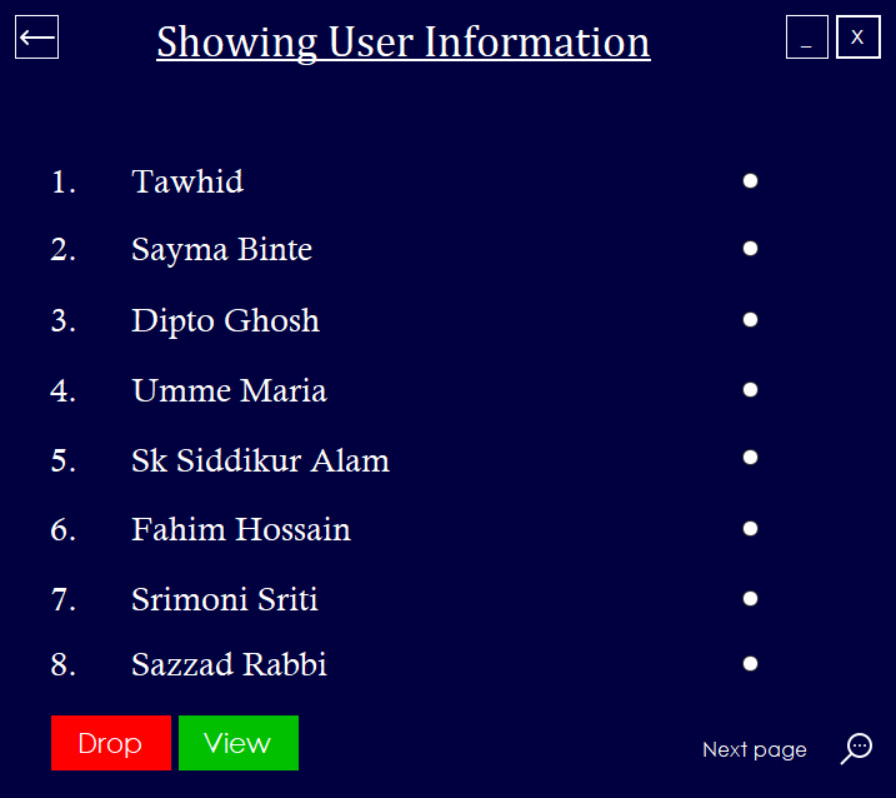 Showing User Information
_ X
1. Tawhid
2. Sayma Binte
3. Dipto Ghosh
4. Umme Maria
5. Sk Siddikur Alam
6. Fahim Hossain
7. Srimoni Sriti
8. Sazzad Rabbi
Drop View
Next page